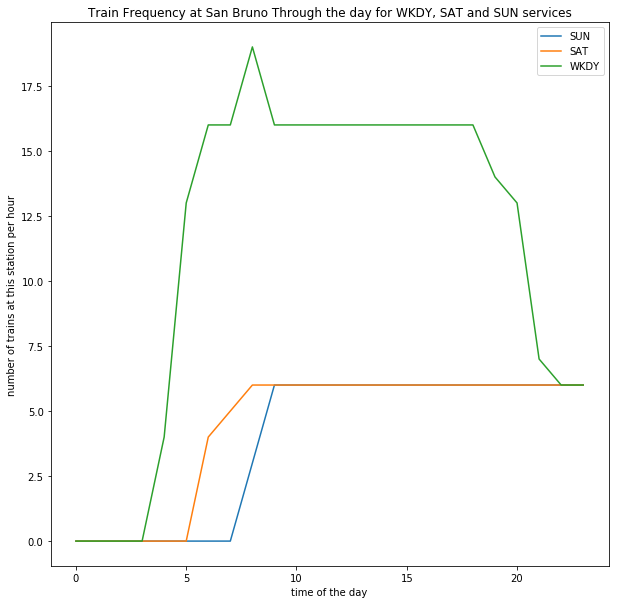 Train Frequency at San Bruno Through the day for WKDY, SAT and SUN services
SUN
SAT
WKDY
number of trains at this station per hour
17.5
15.0
12.5
10.0
7.5
5.0
2.5
0.0
0 5 10 15 20
time of the day